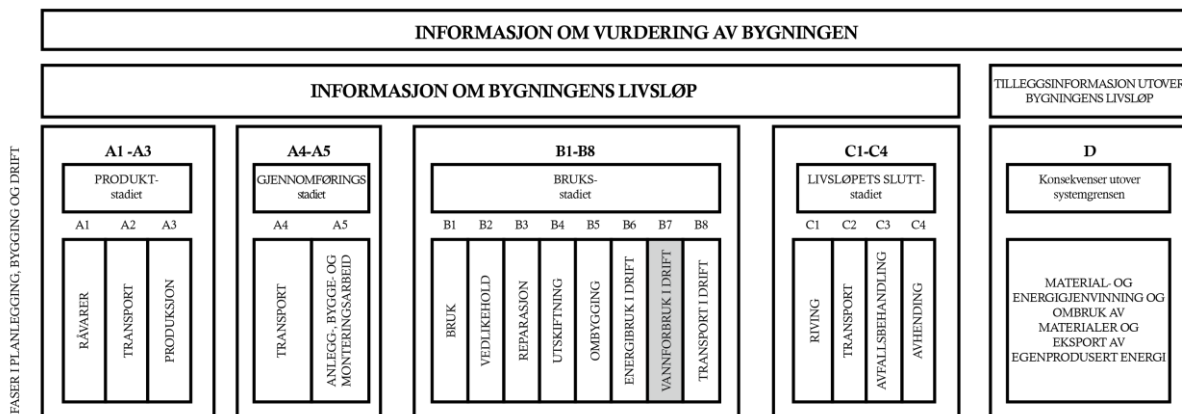 INFORMASJON OM VURDERING AV BYGNINGEN
INFORMASJON OM BYGNINGENS LIVSLØP
TILLEGGSINFORMASJON UTOVER
BYGNINGENS LIVSLØP
FASER I PLANLEGGING, BYGGING OG DRIFT
A1 -A3
PRODUKT-
stadiet
A1 A2 A3
RÅVARER
TRANSPORT
PRODUKSJON
A4-A5
GJENNOMFØRINGS
stadiet
A4 A5
TRANSPORT
ANLEGG-, BYGGE- OG
MONTERINGSARBEID
B1-B8
BRUKS-
stadiet
B1 B2 B3 B4 B5 B6 B7 B8
BRUK
VEDLIKEHOLD
REPARASJON
UTSKIFTNING
OMBYGGING
ENERGIBRUK I DRIFT
VANNFORBRUK I DRIFT
TRANSPORT I DRIFT
C1-C4
LIVSLØPETS SLUTT-
stadiet
C1 C2 C3 C4
RIVING
TRANSPORT
AVFALLSBEHANDLING
AVHENDING
D
Konsekvenser utover
systemgrensen
MATERIAL- OG
ENERGIGJENVINNING OG
OMBRUK AV
MATERIALER OG
EKSPORT AV
EGENPRODUSERT ENERGI